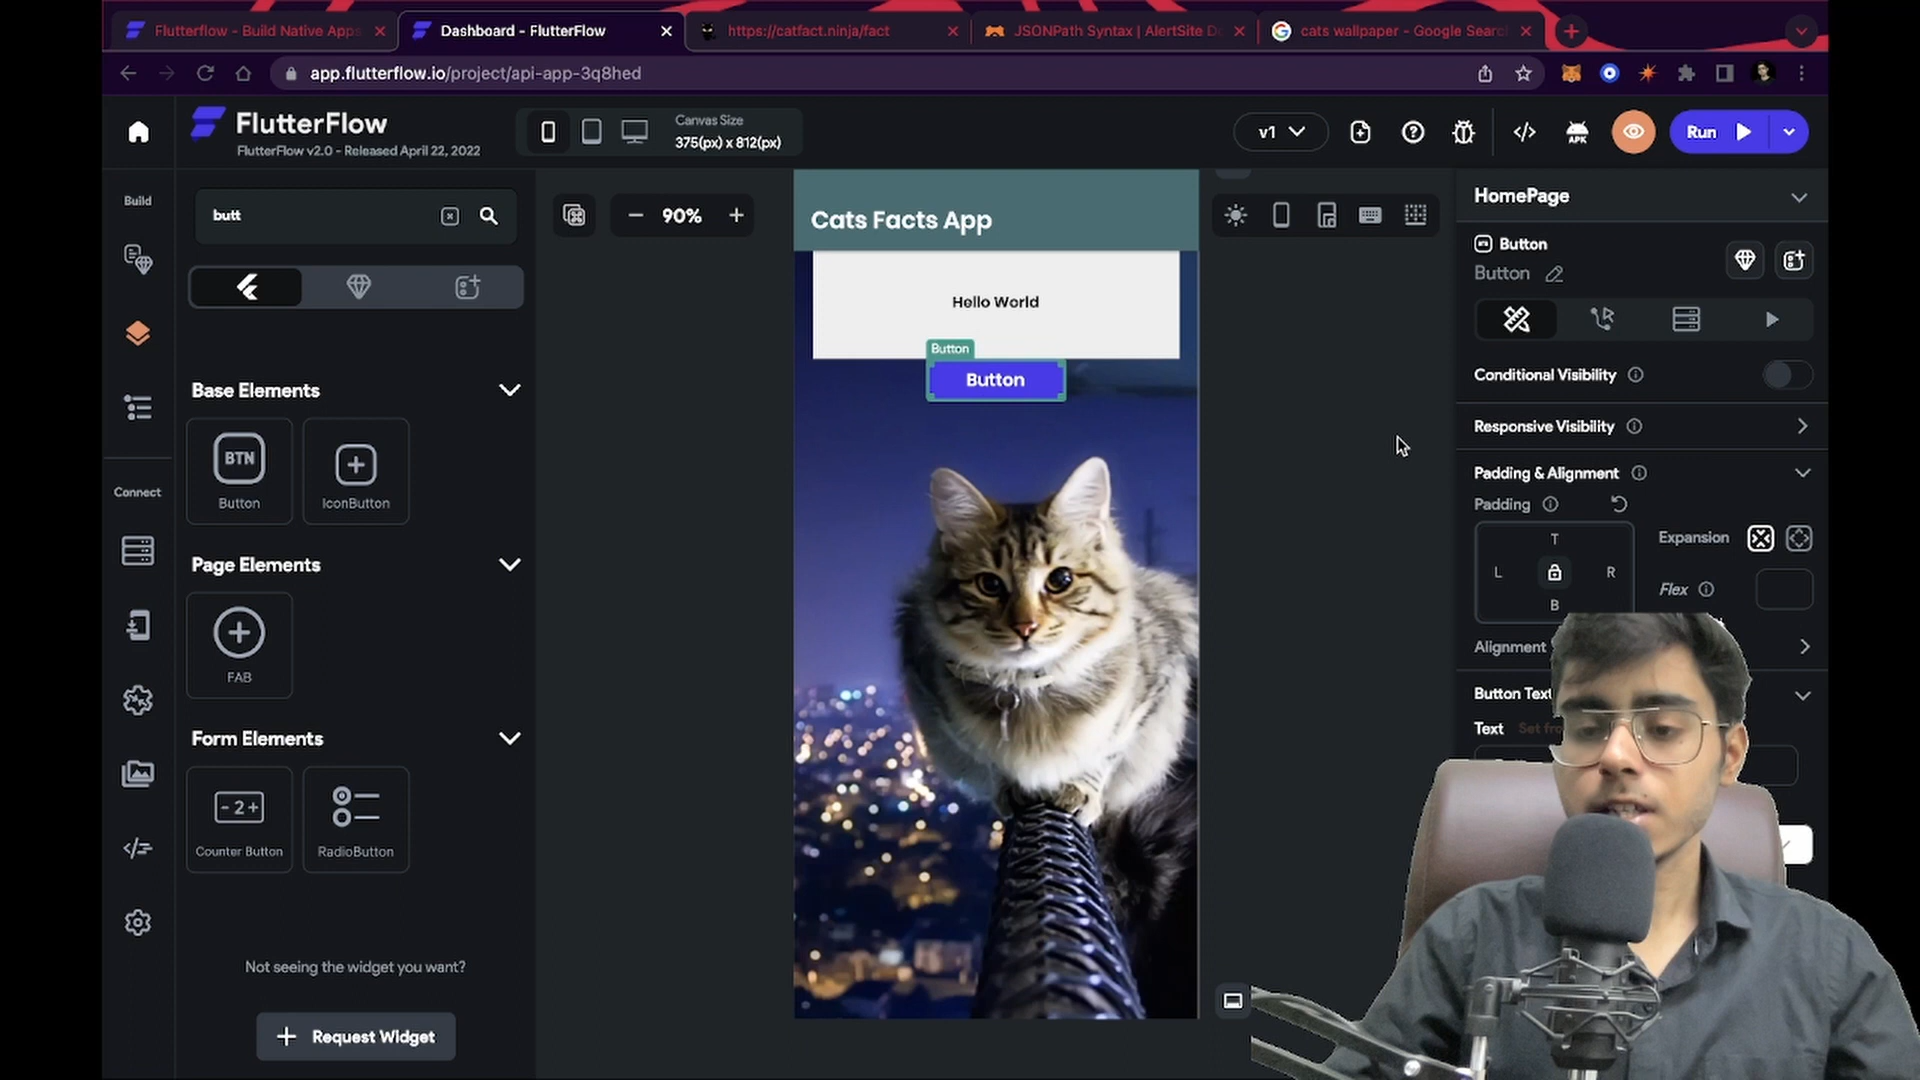 Flutterflow - Build Native Apps
Dashboard - FlutterFlow
https://catfact.ninja/fact
JSONPath Syntax | AlertSite D
cats wallpaper - Google Searc
app.flutterflow.io/project/api-app-3q8hed
FlutterFlow
FlutterFlow v2.0 - Released April 22, 2022
Canvas Size
375(px) x 812(px)
v1
APK
Run
Build
Connect
butt
Base Elements
BTN
Button
IconButton
Page Elements
FAB
Form Elements
- 2 +
Counter Button
RadioButton
Not seeing the widget you want?
Request Widget
90%
Cats Facts App
Hello World
Button
Button
HomePage
Button
Button
Conditional Visibility
Responsive Visibility
Padding & Alignment
Padding
T
L
R
B
Expansion
Flex
Alignment
Button Text
Text
Set fro